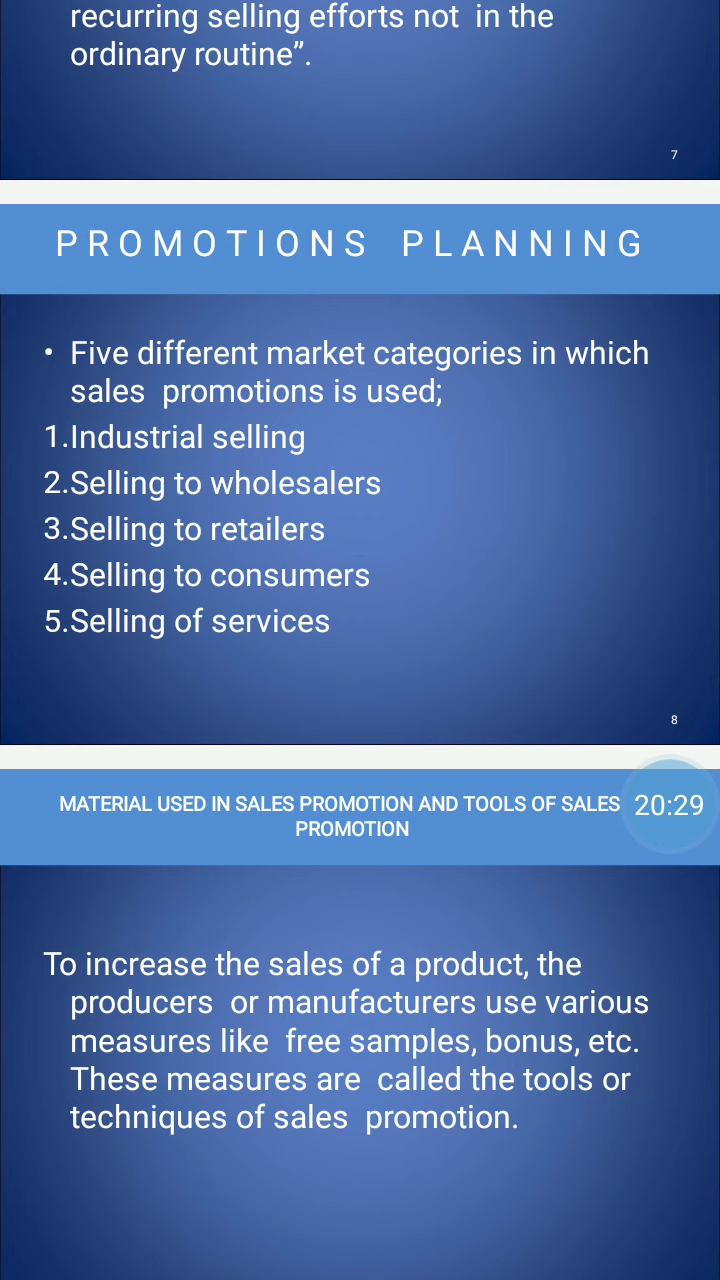 recurring selling efforts not in the
ordinary routine”.
7
PROMOTIONS PLANNING
• Five different market categories in which
sales promotions is used;
1.Industrial selling
2.Selling to wholesalers
3.Selling to retailers
4.Selling to consumers
5.Selling of services
8
MATERIAL USED IN SALES PROMOTION AND TOOLS OF SALES
PROMOTION
20:29
To increase the sales of a product, the
producers or manufacturers use various
measures like free samples, bonus, etc.
These measures are called the tools or
techniques of sales promotion.